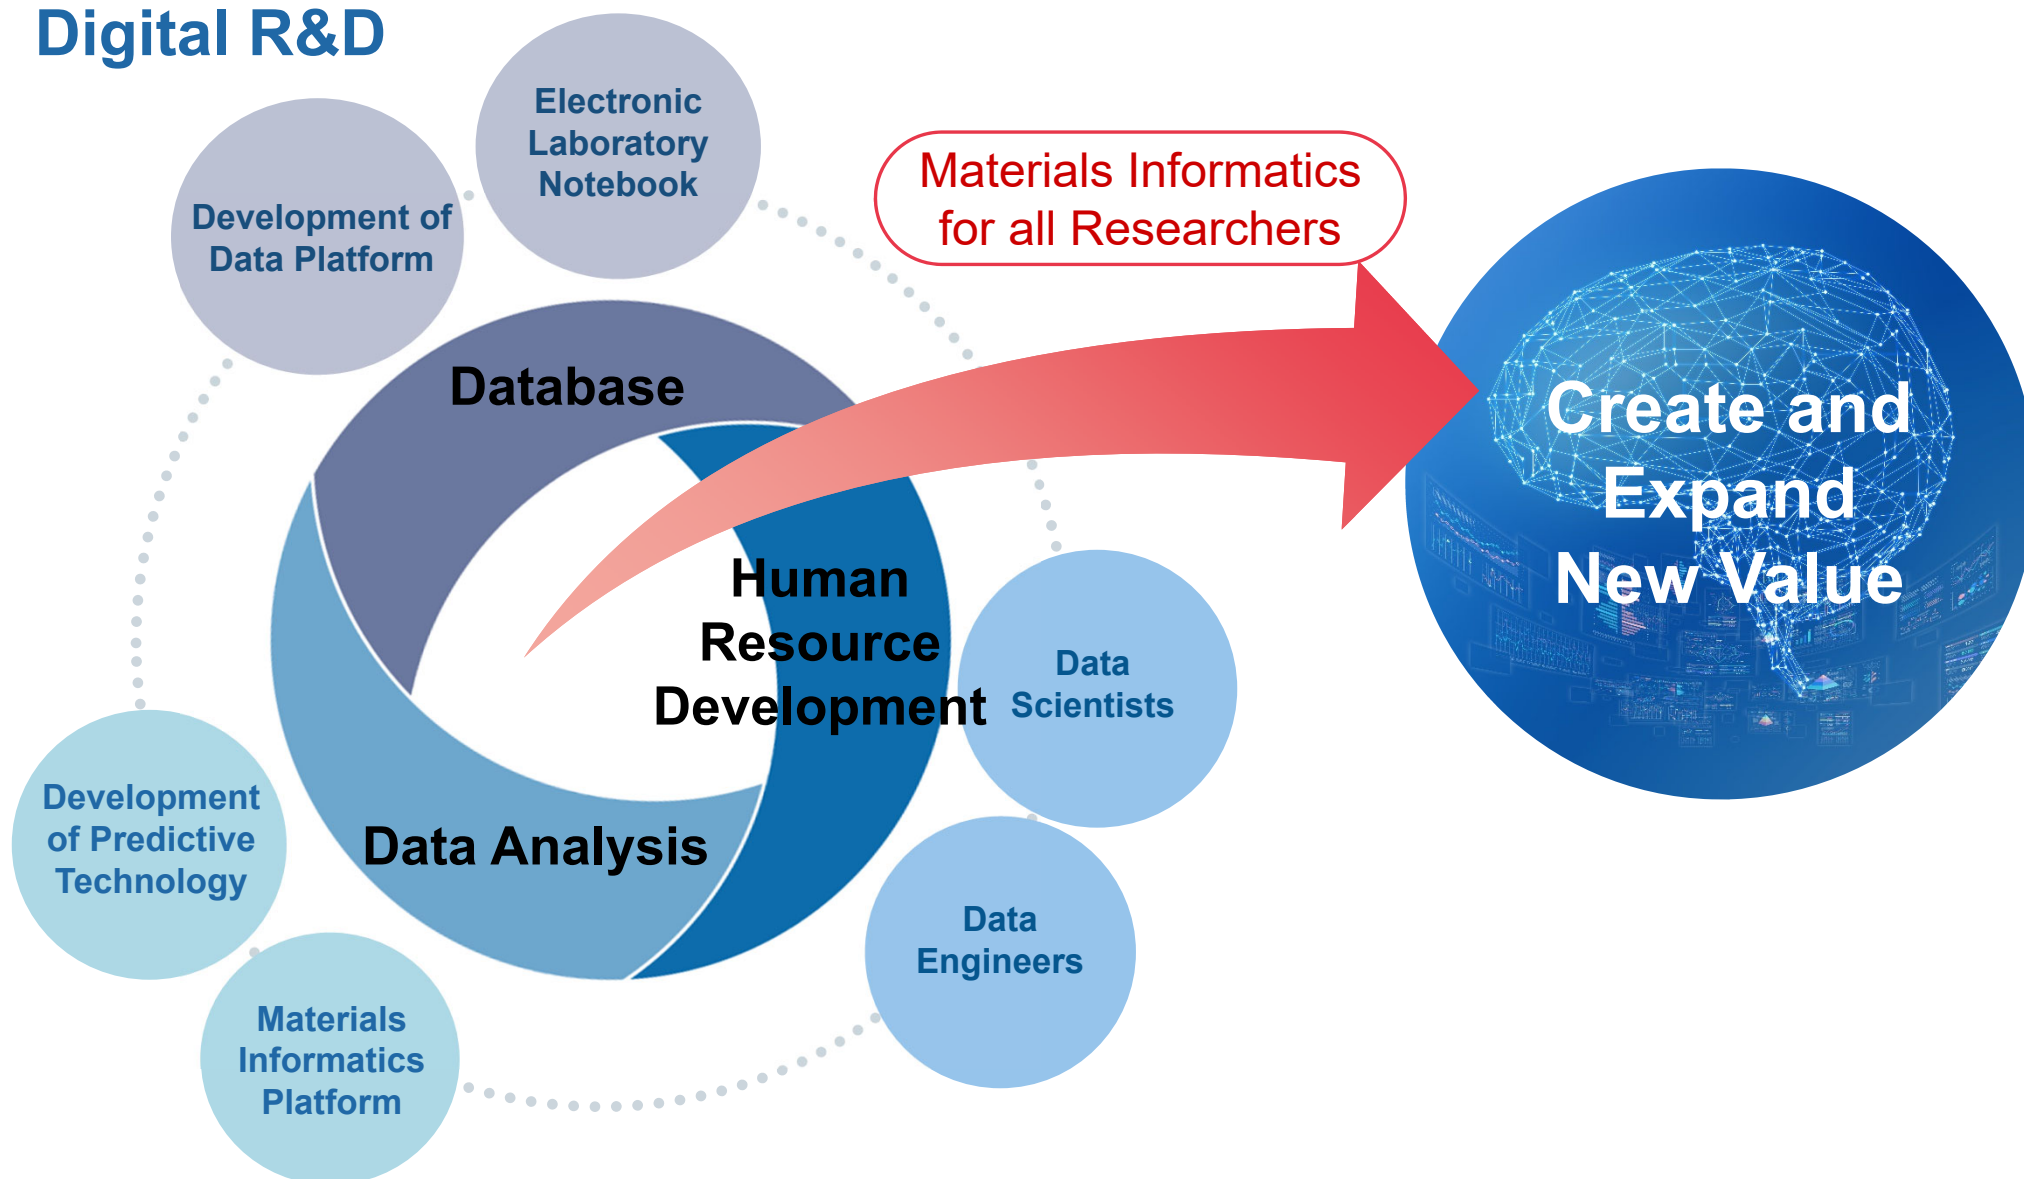 Digital R&D
Electronic
Laboratory
Notebook
Development of
Data Platform
Materials Informatics
for all Researchers
Database
Create and
Expand
New Value
Human
Resource
Development
Data
Scientists
Development
of Predictive
Technology
Data Analysis
Data
Engineers
Materials
Informatics
Platform